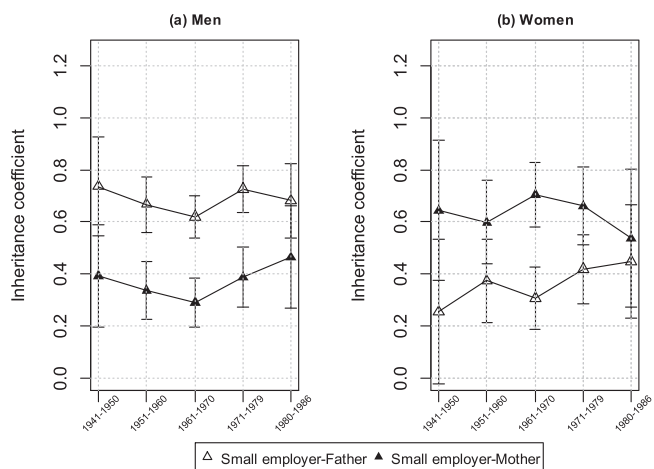 (a) Men
(b) Women
Inheritance coefficient
0.0 0.2 0.4 0.6 0.8 1.0 1.2
1941-1950 1951-1960 1961-1970 1971-1979 1980-1986
Inheritance coefficient
0.0 0.2 0.4 0.6 0.8 1.0 1.2
1941-1950 1951-1960 1961-1970 1971-1979 1980-1986
Small employer-Father Small employer-Mother